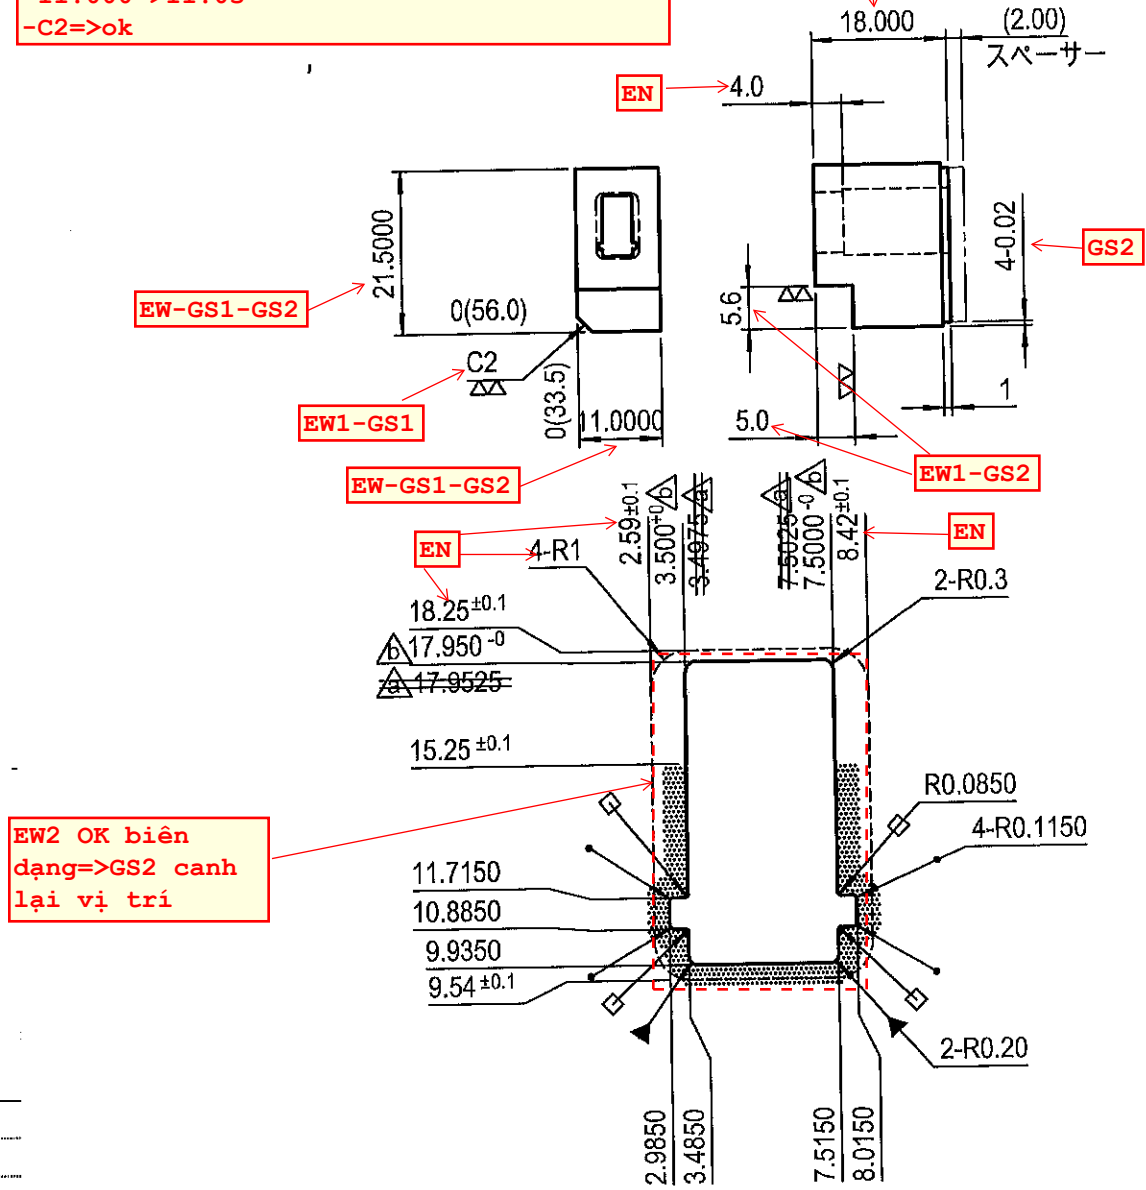 -C2=>ok
18.000
(2.00)
スペーサー
EN
4.0
21.5000
4-0.02
GS2
EW-GS1-GS2
0(56.0)
5.6
C2
EW1-GS1
0(33.5)
11.0000
5.0
1
EW-GS1-GS2
EW1-GS2
2.59±0.1
3.500+0
b
3.4975
a
7.5025
a
7.5000-0
b
8.42±0.1
EN
EN
4-R1
2-R0.3
18.25±0.1
b 17.950 -0
a 17.9525
15.25 ±0.1
R0.0850
4-R0.1150
EW2 OK biên
dạng=>GS2 canh
lại vị trí
11.7150
10.8850
9.9350
9.54 ±0.1
2-R0.20
2.9850
3.4850
7.5150
8.0150